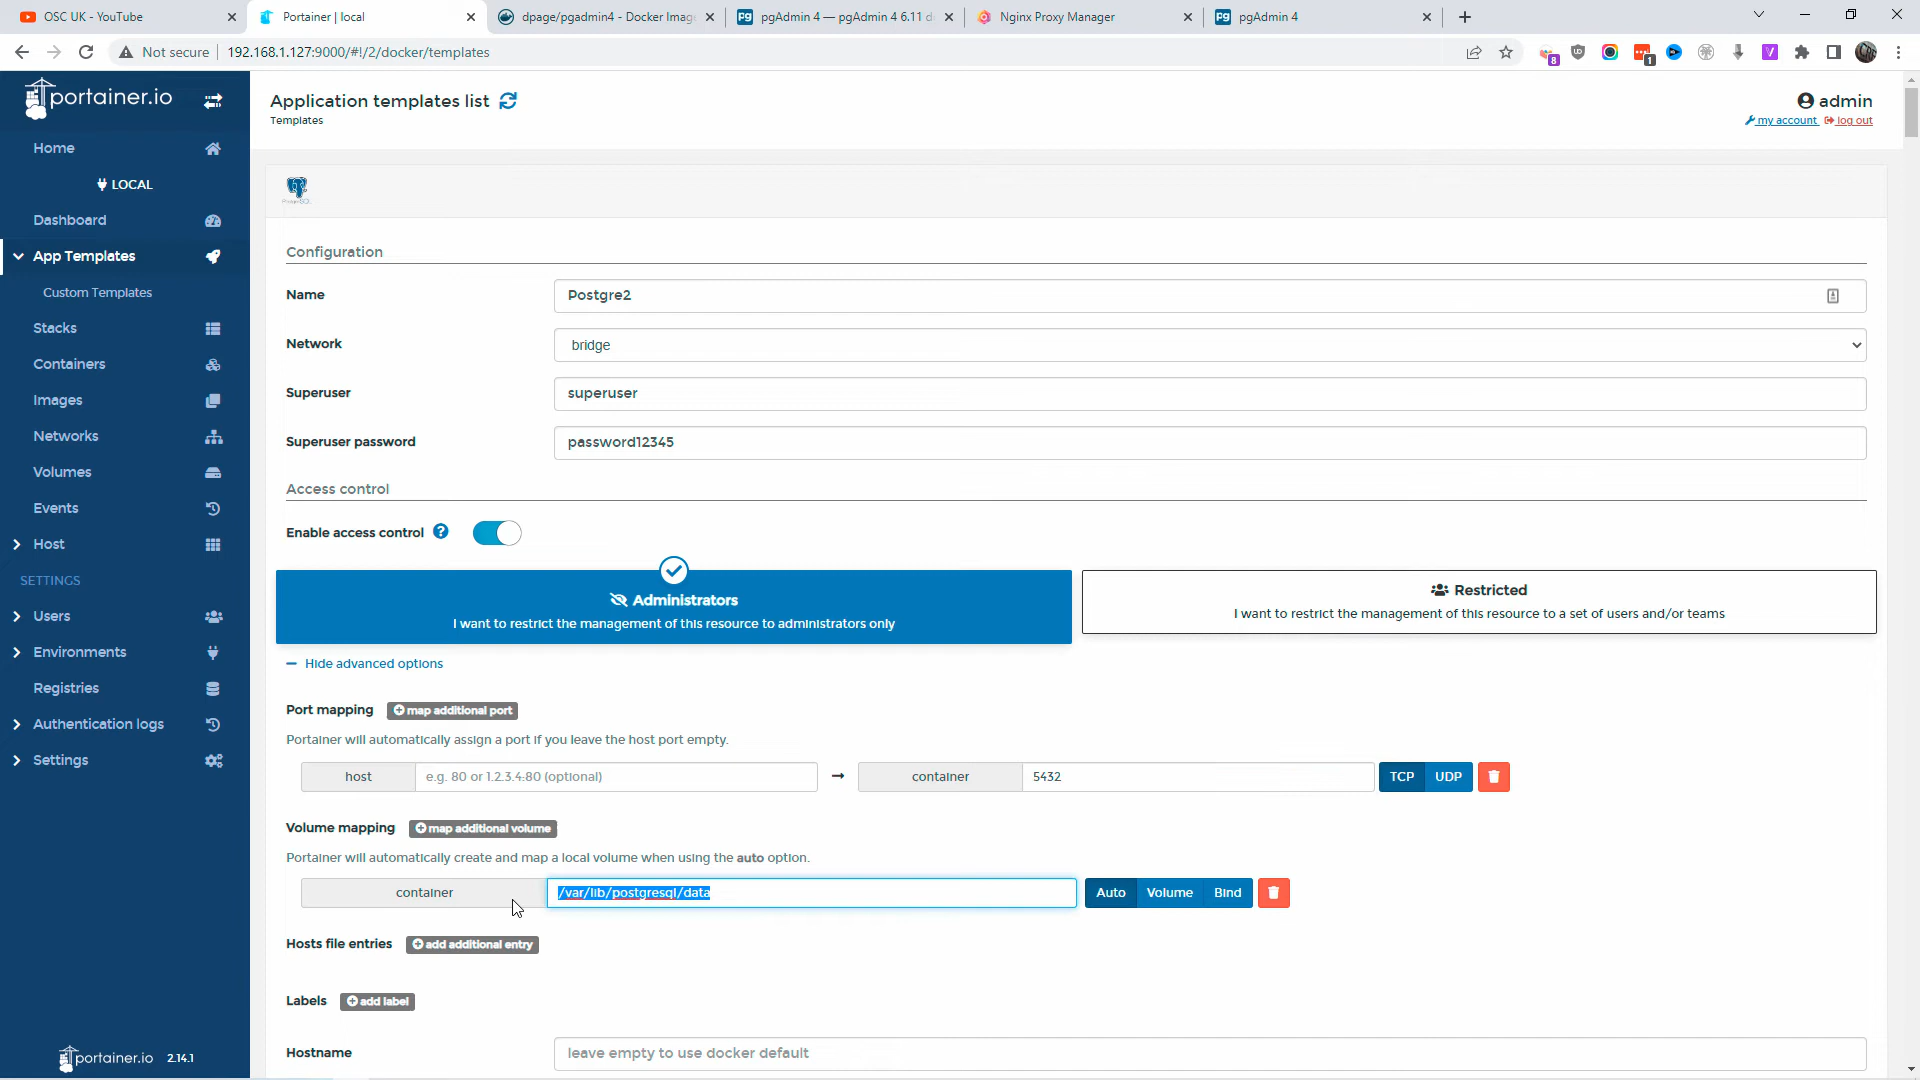 OSC UK - YouTube
Portainer | local
dpage/pgadmin4 - Docker Imag
pgAdmin 4 — pgAdmin 4 6.11 d
Nginx Proxy Manager
pgAdmin 4
Not secure
192.168.1.127:9000/#!/2/docker/templates
8
1
portainer.io
Application templates list
Templates
admin
my account
log out
Home
LOCAL
Dashboard
App Templates
Custom Templates
Stacks
Containers
Images
Networks
Volumes
Events
Host
SETTINGS
Users
Environments
Registries
Authentication logs
Settings
portainer.io 2.14.1
Configuration
Name
Postgre2
Network
bridge
Superuser
superuser
Superuser password
password12345
Access control
Enable access control
Administrators
I want to restrict the management of this resource to administrators only
Restricted
I want to restrict the management of this resource to a set of users and/or teams
Hide advanced options
Port mapping
map additional port
Portainer will automatically assign a port if you leave the host port empty.
host
e.g. 80 or 1.2.3.4:80 (optional)
container
5432
TCP
UDP
Volume mapping
map additional volume
Portainer will automatically create and map a local volume when using the auto option.
container
/var/lib/postgresql/data
Auto
Volume
Bind
Hosts file entries
add additional entry
Labels
add label
Hostname
leave empty to use docker default